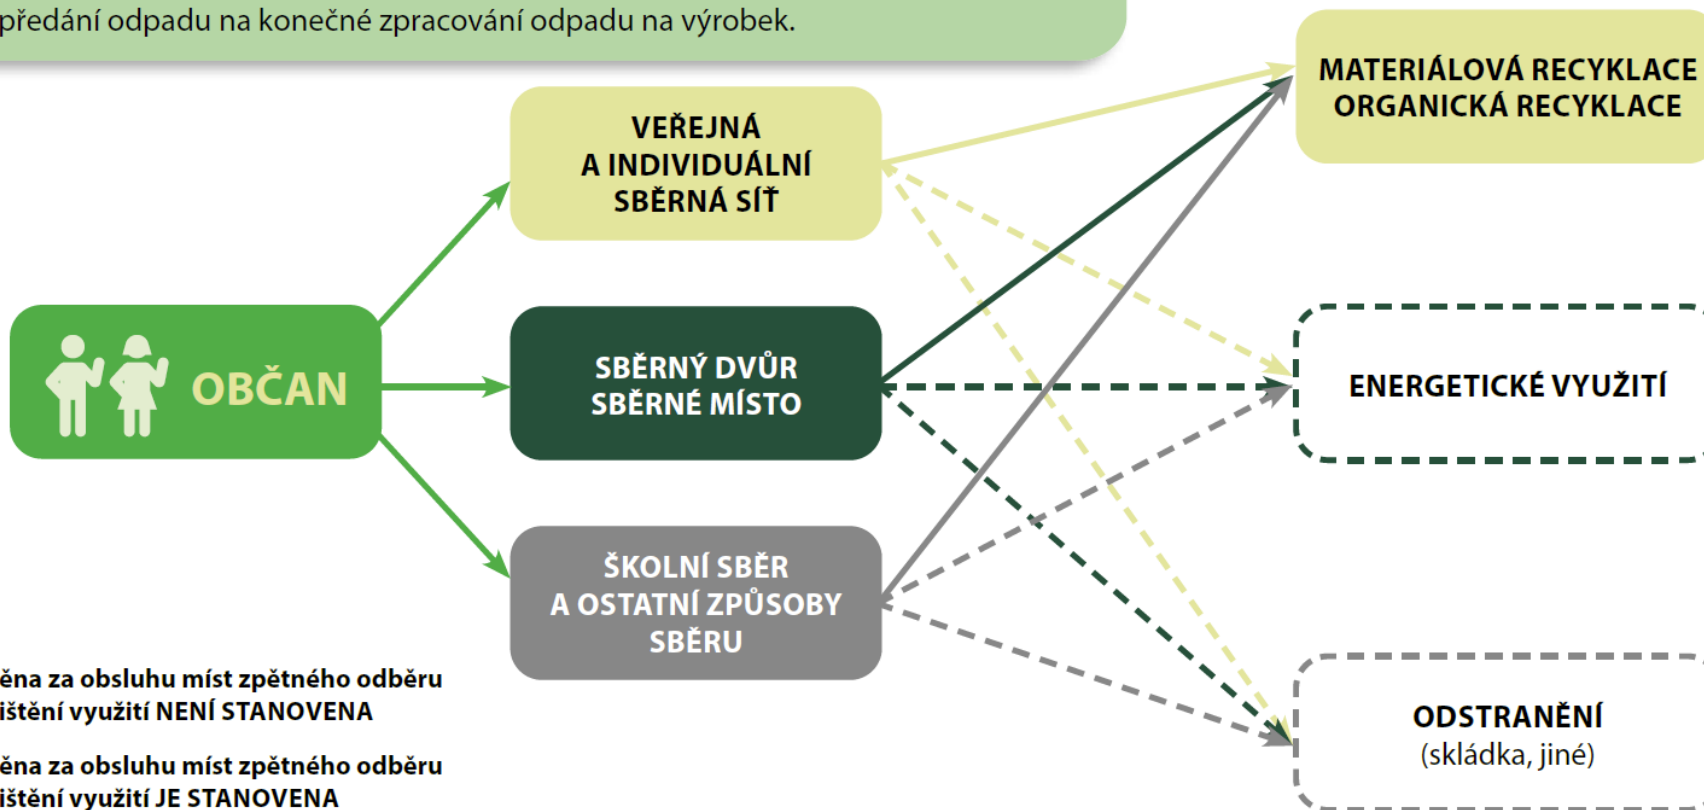 předání odpadu na konečné zpracování odpadu na výrobek.
MATERIÁLOVÁ RECYKLACE
ORGANICKÁ RECYKLACE
VEŘEJNÁ
A INDIVIDUÁLNÍ
SBĚRNÁ SÍŤ
OBČAN
SBĚRNÝ DVŮR
SBĚRNÉ MÍSTO
ENERGETICKÉ VYUŽITÍ
ŠKOLNÍ SBĚR
A OSTATNÍ ZPŮSOBY
SBĚRU
ODSTRANĚNÍ
(skládka, jiné)
ěna za obsluhu míst zpětného odběru
ištění využití NENÍ STANOVENA
ěna za obsluhu míst zpětného odběru
ištění využití JE STANOVENA